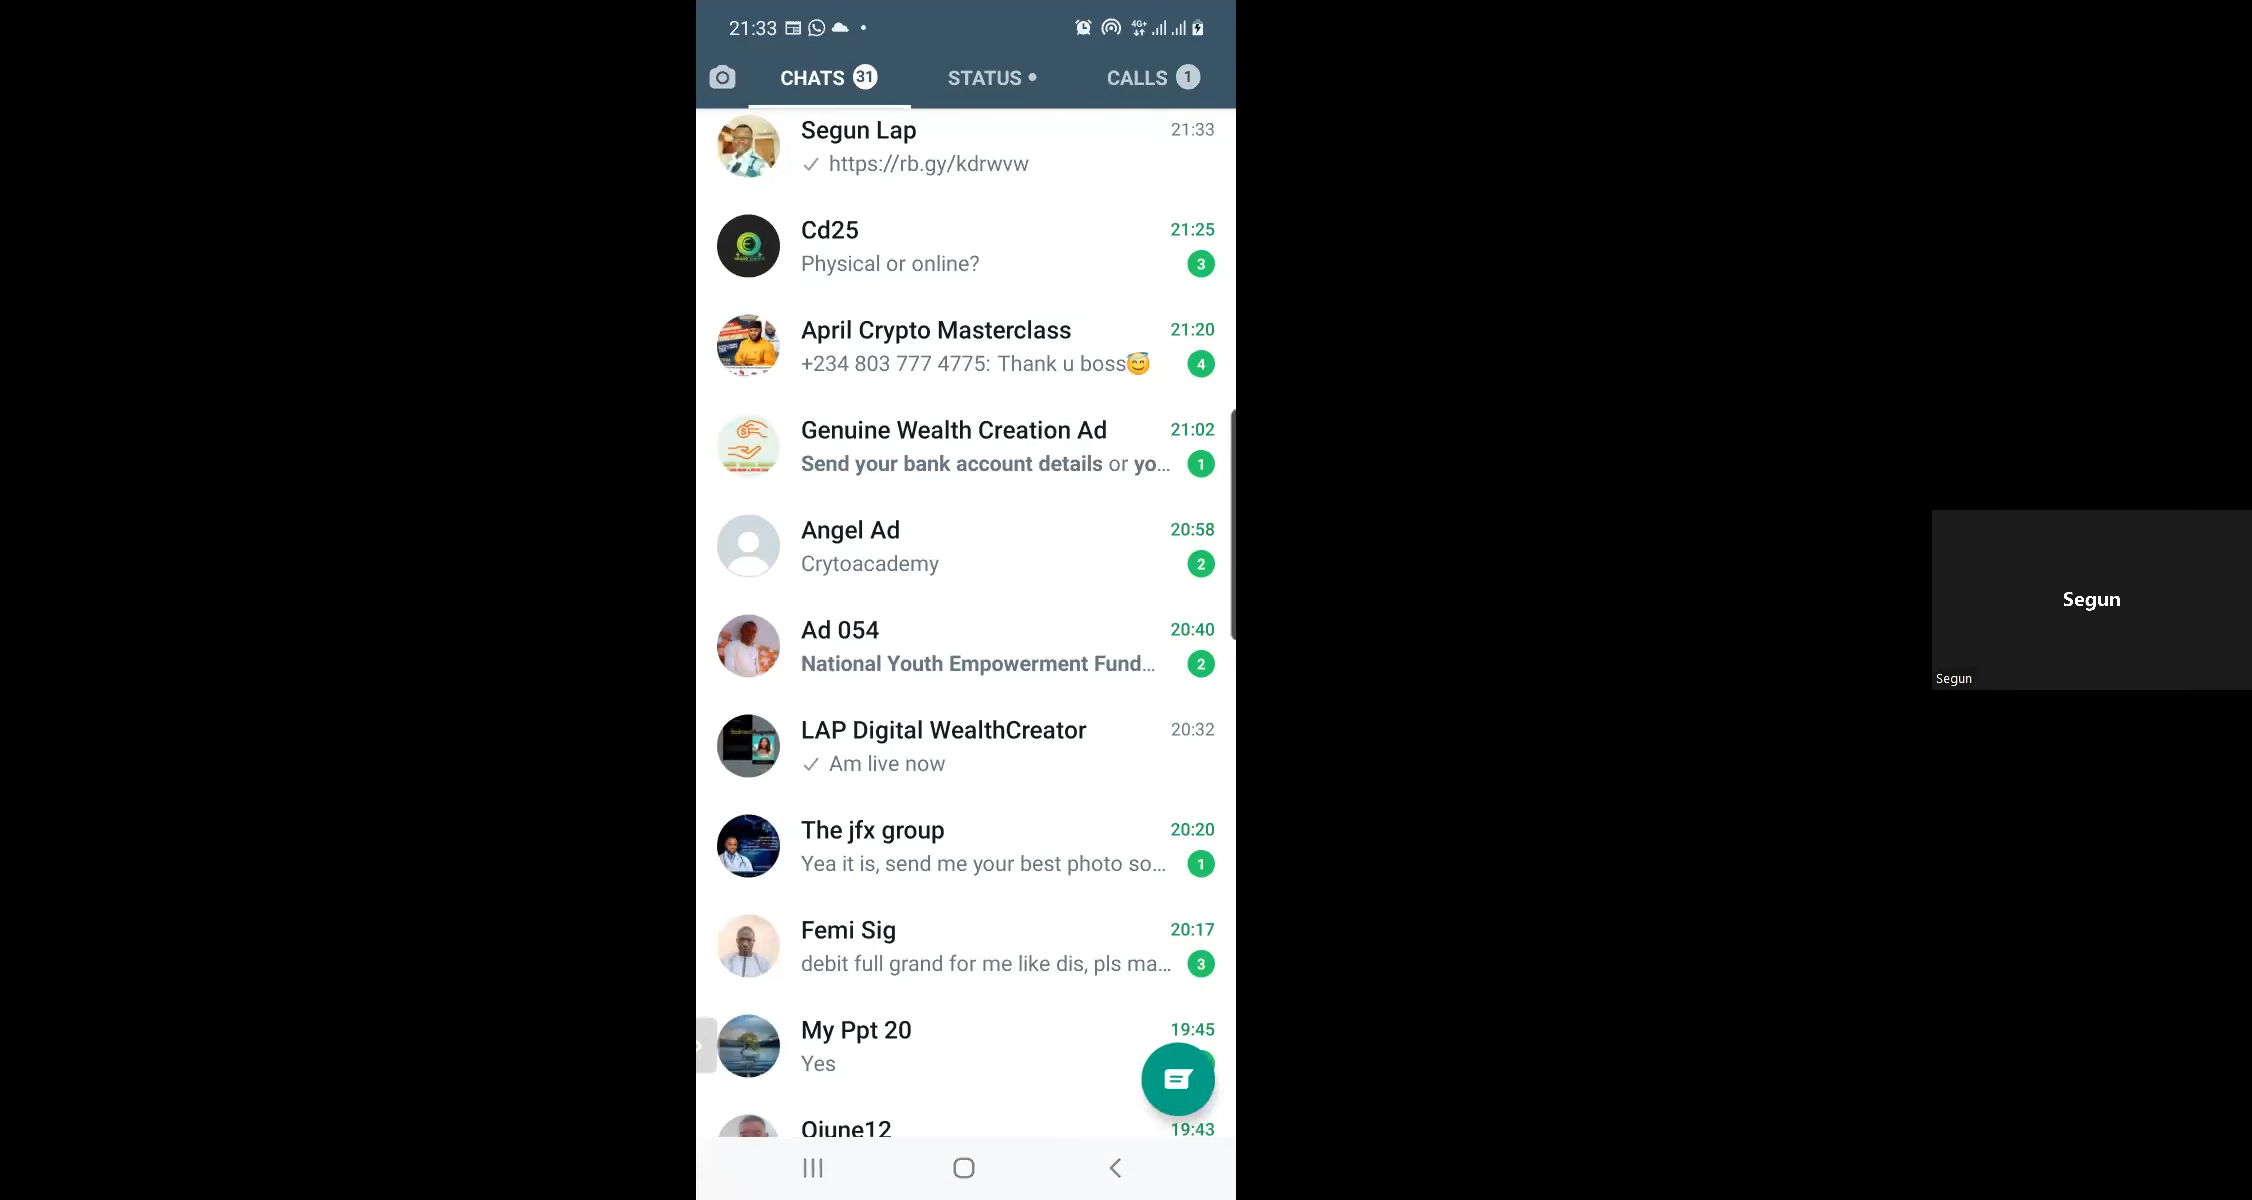 21:33
4G+
CHATS 31
STATUS
CALLS 1
Segun Lap 21:33
https://rb.gy/kdrwvw
Cd25 21:25
Physical or online? 3
April Crypto Masterclass 21:20
+234 803 777 4775: Thank u boss😇 4
Genuine Wealth Creation Ad 21:02
Send your bank account details or yo... 1
Angel Ad 20:58
Crytoacademy 2
Ad 054 20:40
National Youth Empowerment Fund... 2
LAP Digital WealthCreator 20:32
Am live now
The jfx group 20:20
Yea it is, send me your best photo so... 1
Femi Sig 20:17
debit full grand for me like dis, pls ma... 3
My Ppt 20 19:45
Yes
Ojune12 19:43
Segun
Segun